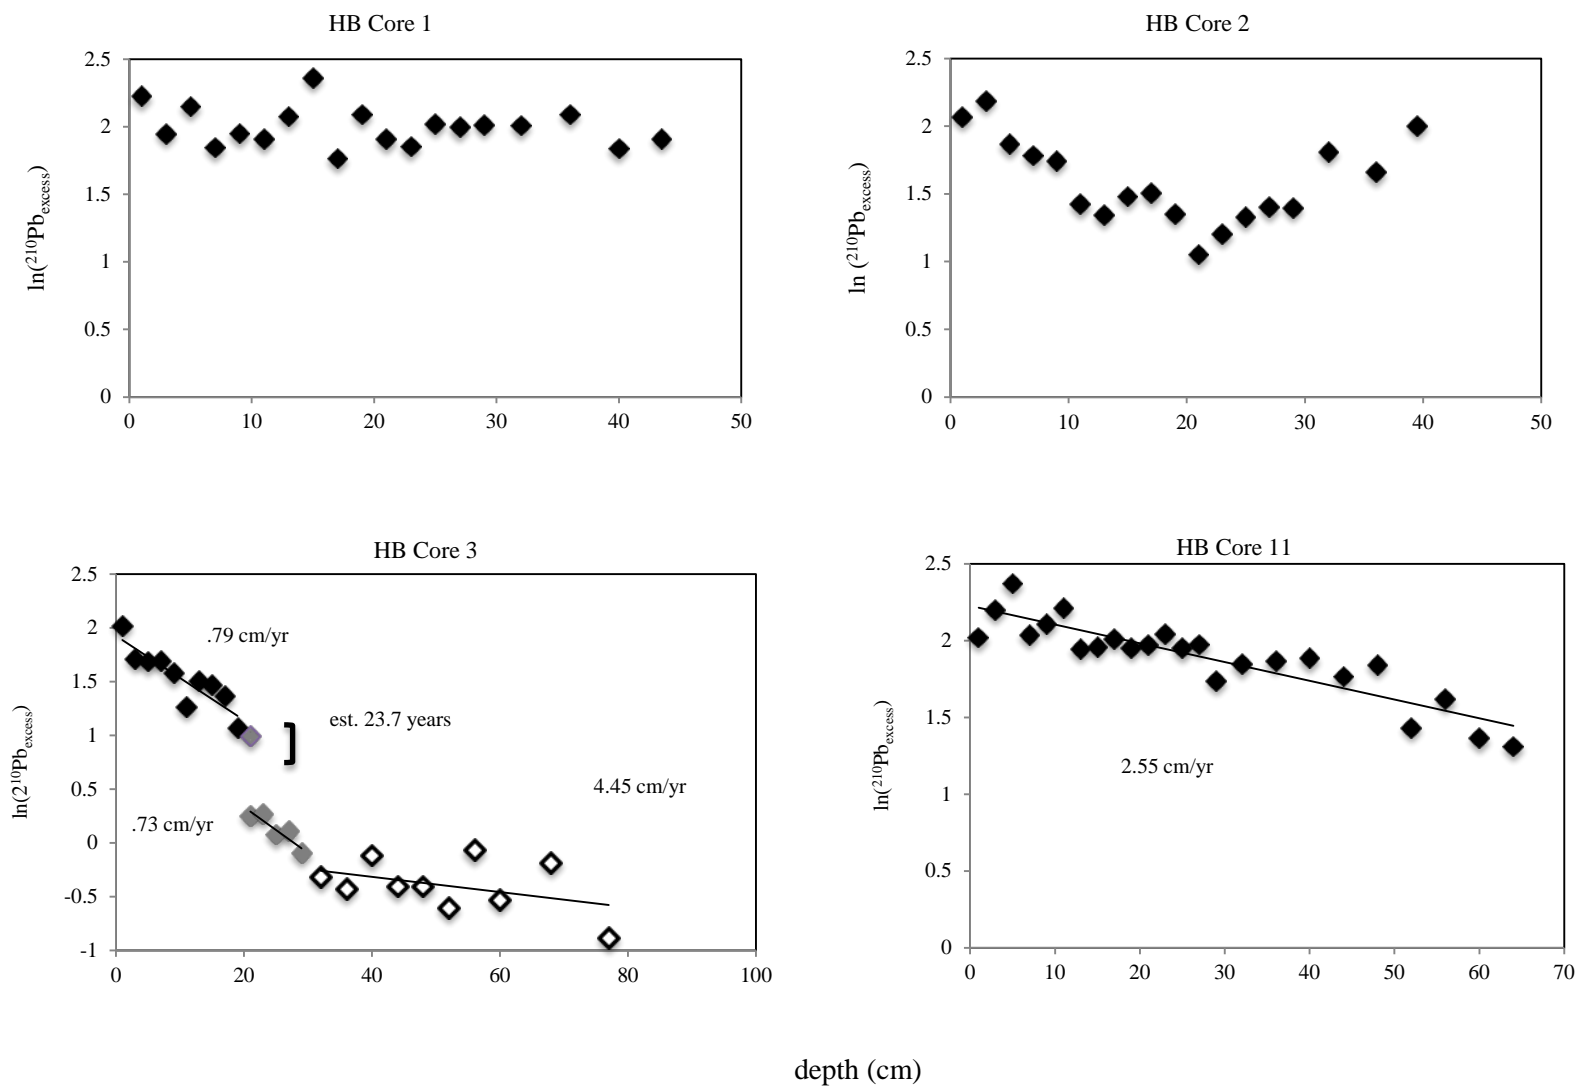 HB Core 1
2.5
2
1.5
1
0.5
0
0 10 20 30 40 50
ln(²¹⁰Pbₑₓcₑₛₛ)
HB Core 2
2.5
2
1.5
1
0.5
0
0 10 20 30 40 50
ln (²¹⁰Pbₑₓcₑₛₛ)
HB Core 3
2.5
2
1.5
1
0.5
0
-0.5
-1
0 20 40 60 80 100
ln(2¹⁰Pbₑₓcₑₛₛ)
.79 cm/yr
est. 23.7 years
4.45 cm/yr
.73 cm/yr
HB Core 11
2.5
2
1.5
1
0.5
0
0 10 20 30 40 50 60 70
ln(²¹⁰Pbₑₓcₑₛₛ)
2.55 cm/yr
depth (cm)